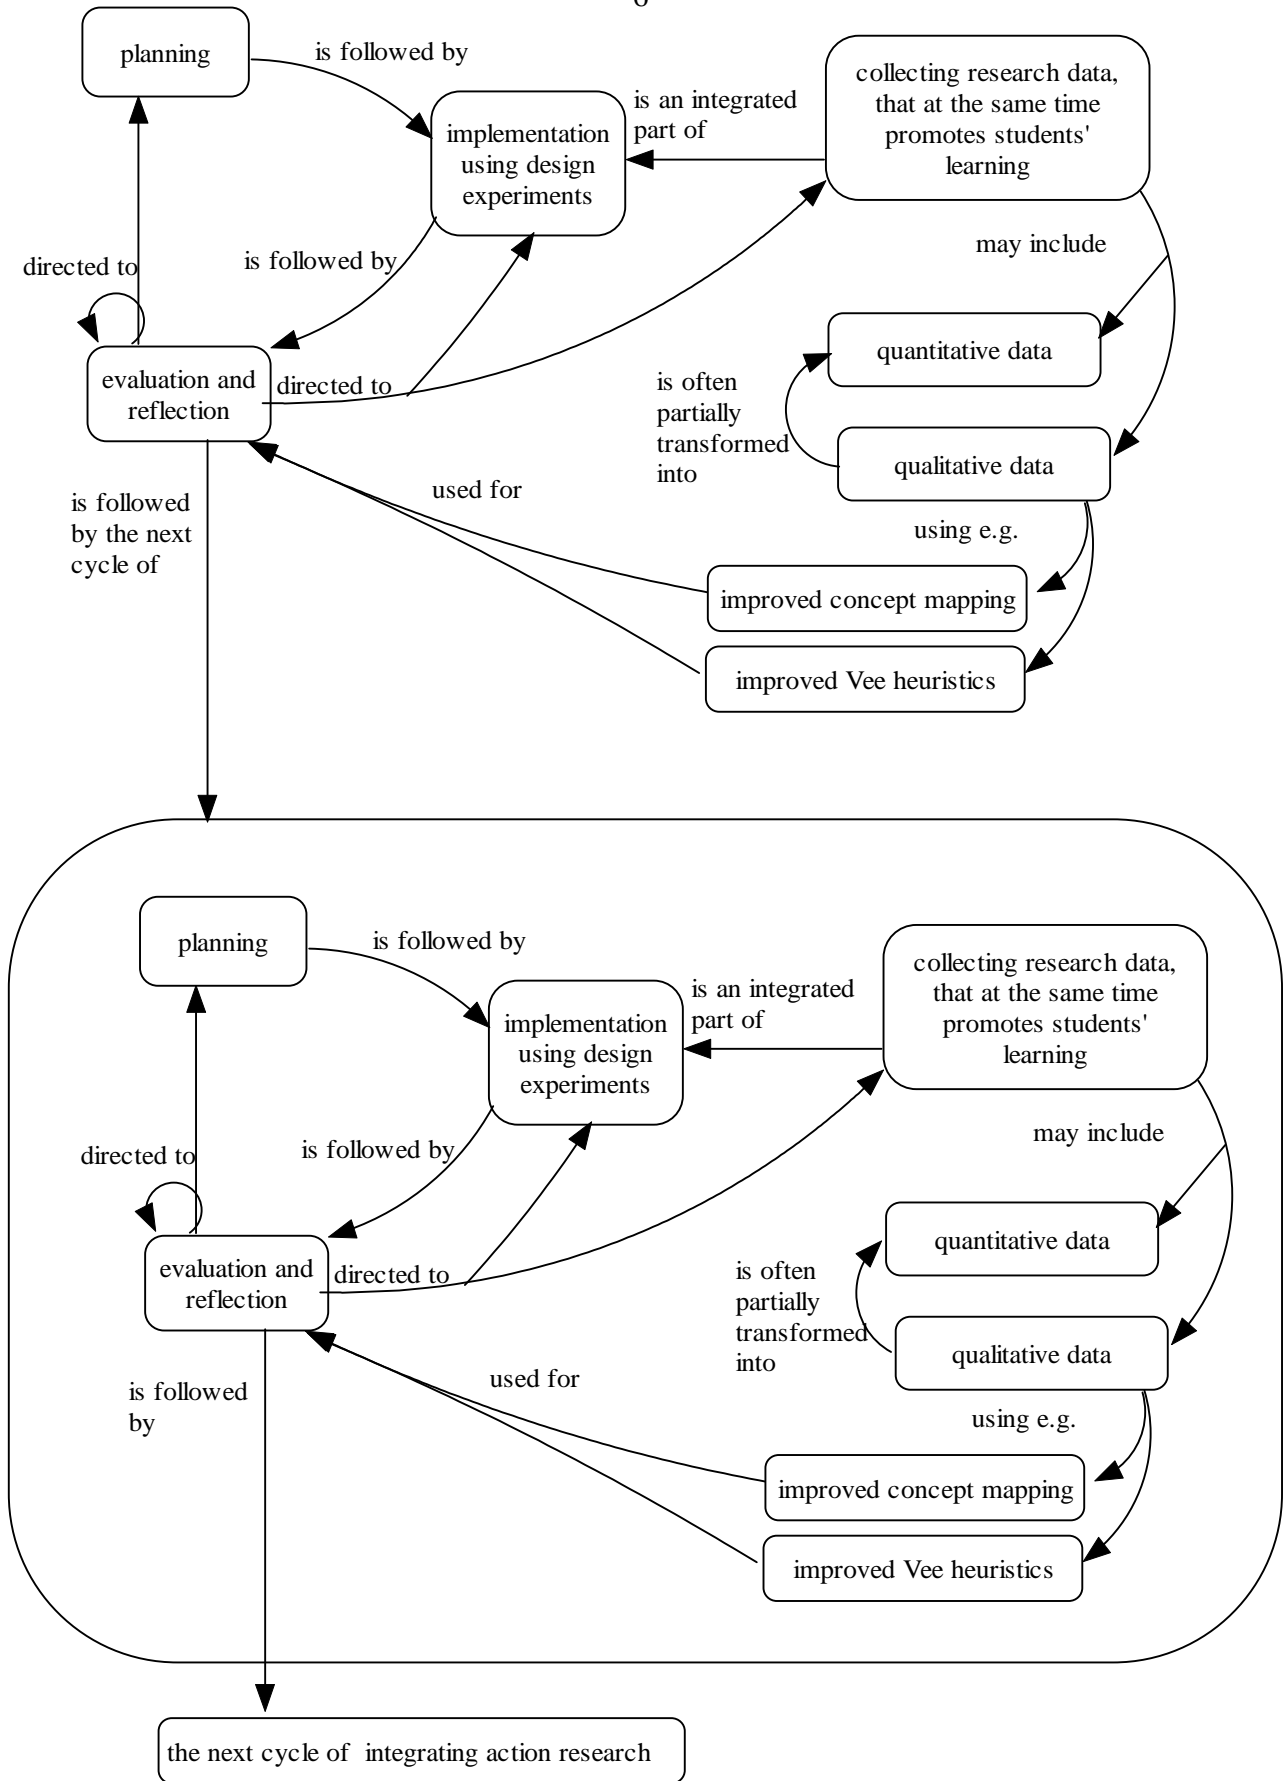 planning
is followed by
collecting research data,
that at the same time
promotes students'
learning
is an integrated
part of
implementation
using design
experiments
may include
directed to
is followed by
quantitative data
evaluation and
reflection
directed to
is often
partially
transformed
into
qualitative data
used for
using e.g.
is followed
by the next
cycle of
improved concept mapping
improved Vee heuristics
planning
is followed by
collecting research data,
that at the same time
promotes students'
learning
is an integrated
part of
implementation
using design
experiments
may include
directed to
is followed by
quantitative data
evaluation and
reflection
directed to
is often
partially
transformed
into
qualitative data
used for
using e.g.
is followed
by
improved concept mapping
improved Vee heuristics
the next cycle of  integrating action research